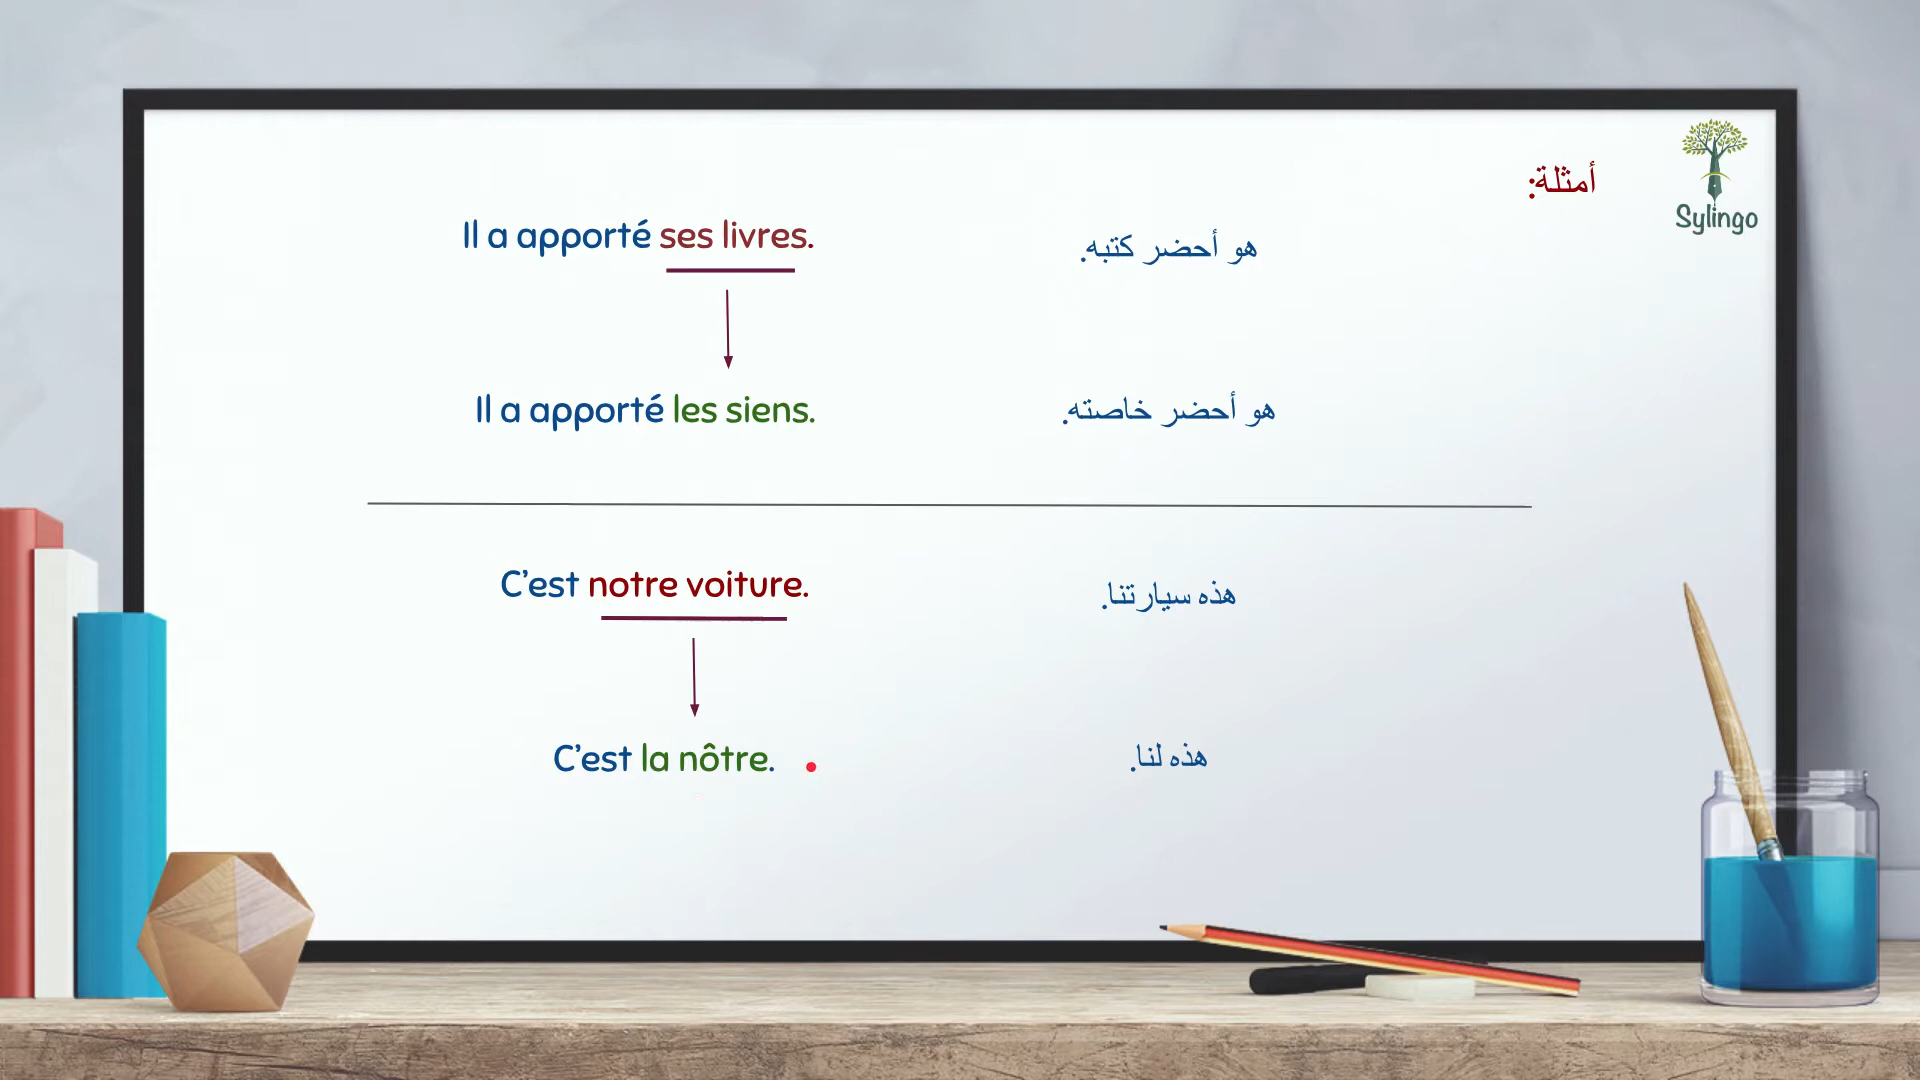 Sylingo
أمثلة:
Il a apporté ses livres.
هو أحضر كتبه.
Il a apporté les siens.
هو أحضر خاصته.
C’est notre voiture.
هذه سيارتنا.
C’est la nôtre.
هذه لنا.